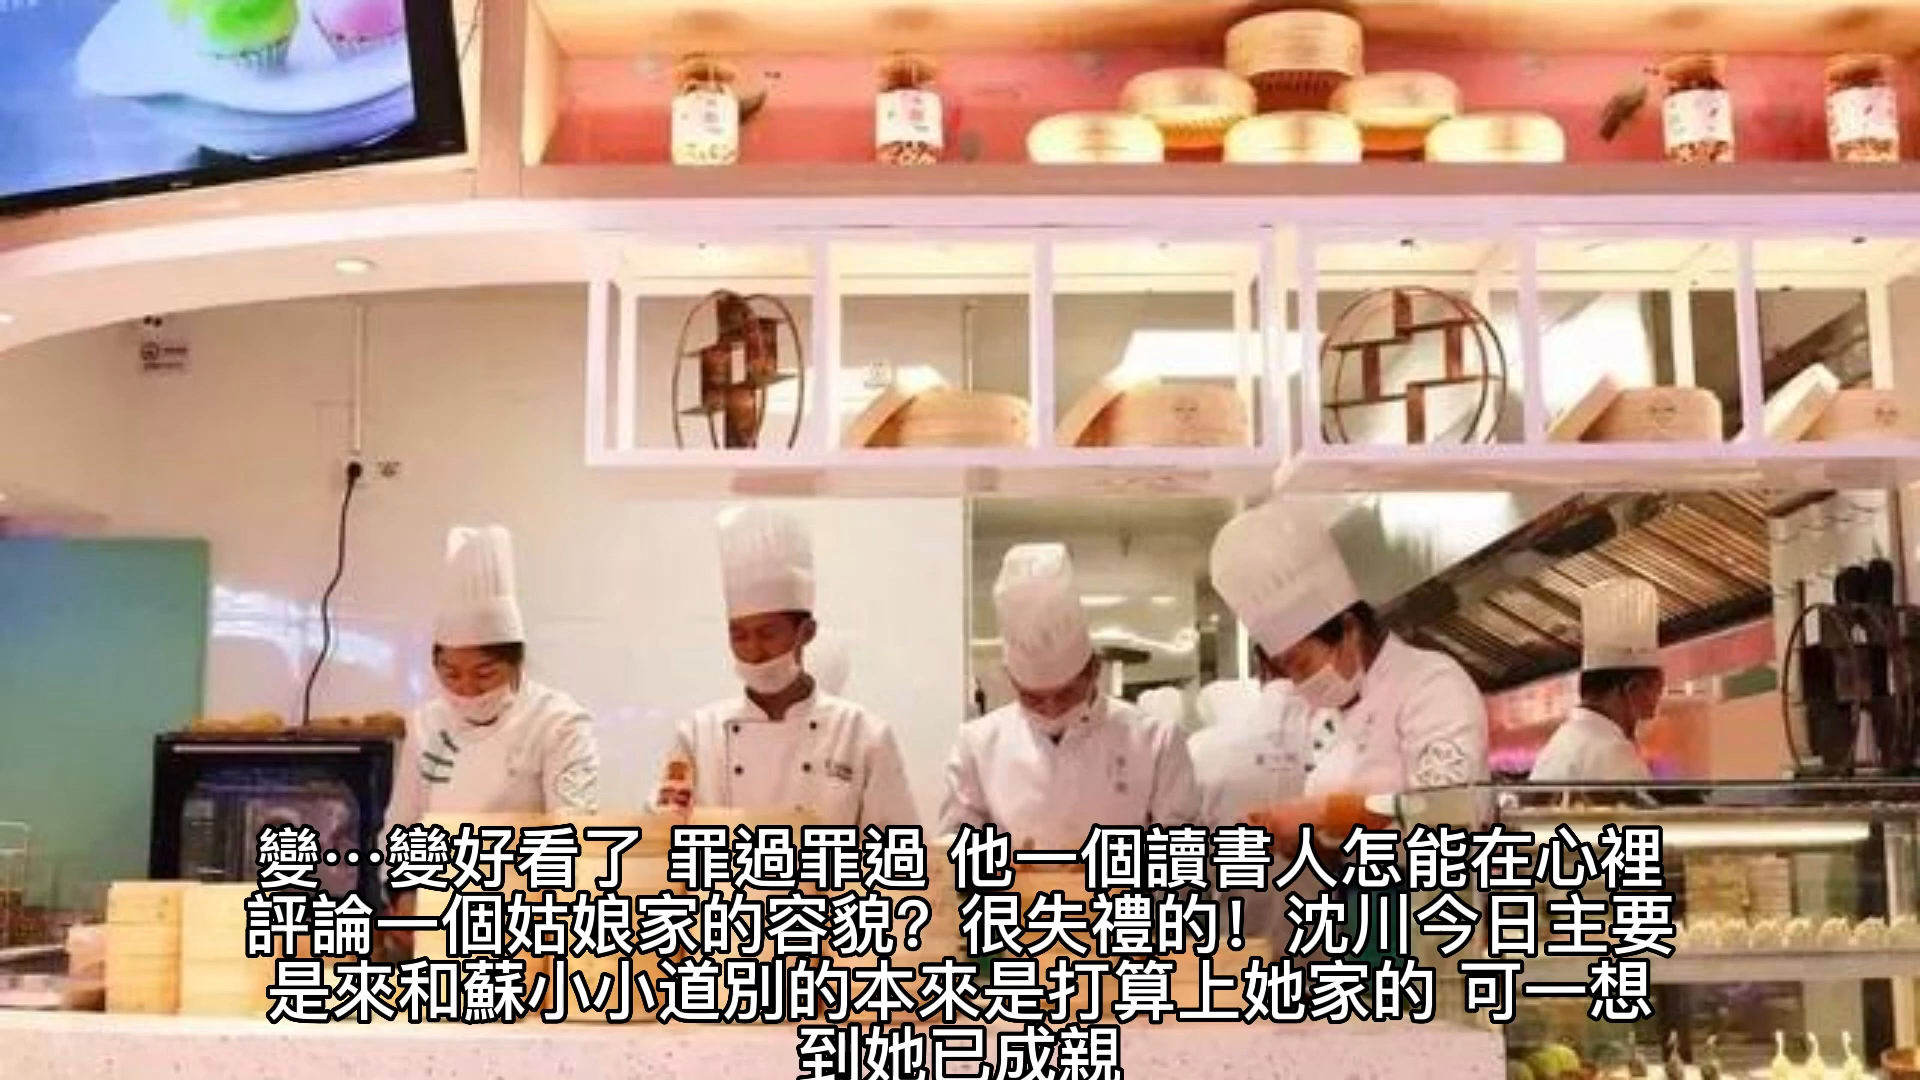 變…變好看了 罪過罪過 他一個讀書人怎能在心裡
評論一個姑娘家的容貌？很失禮的！沈川今日主要
是來和蘇小小道別的本來是打算上她家的 可一想
到她已成親